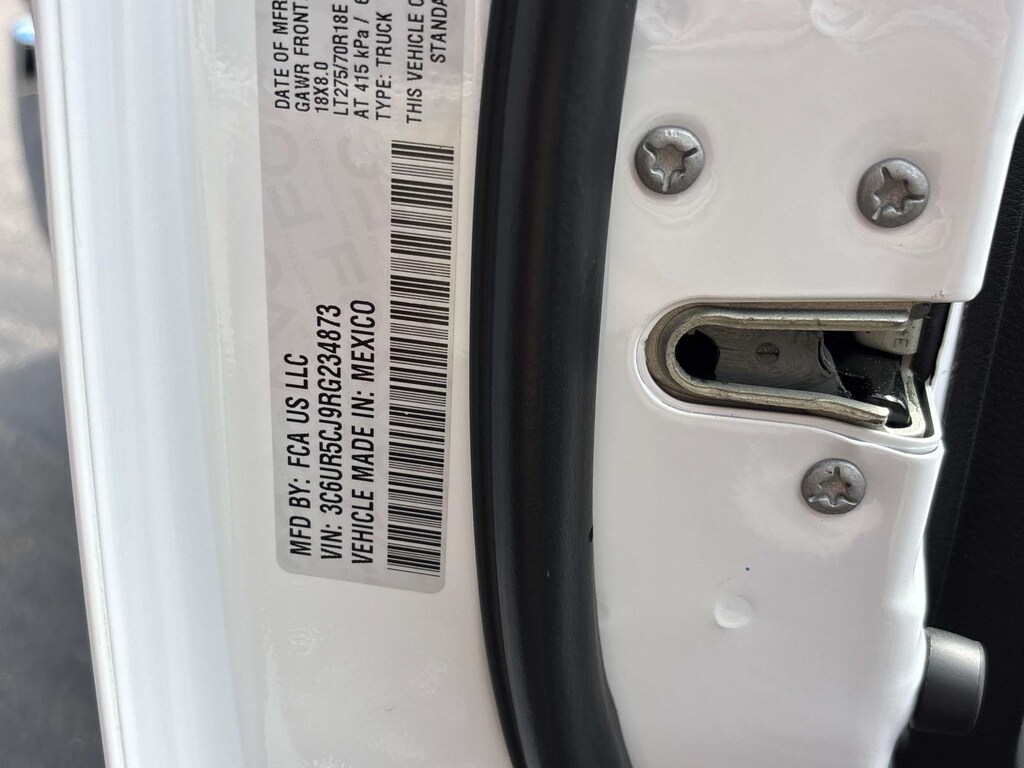 MFD BY: FCA US LLC
VIN: 3C6UR5CJ9RG234873
VEHICLE MADE IN: MEXICO
DATE OF MFR
GAWR FRONT
18X8.0
LT275/70R18E
AT 415 kPa / 6
TYPE: TRUCK
THIS VEHICLE C
STANDA